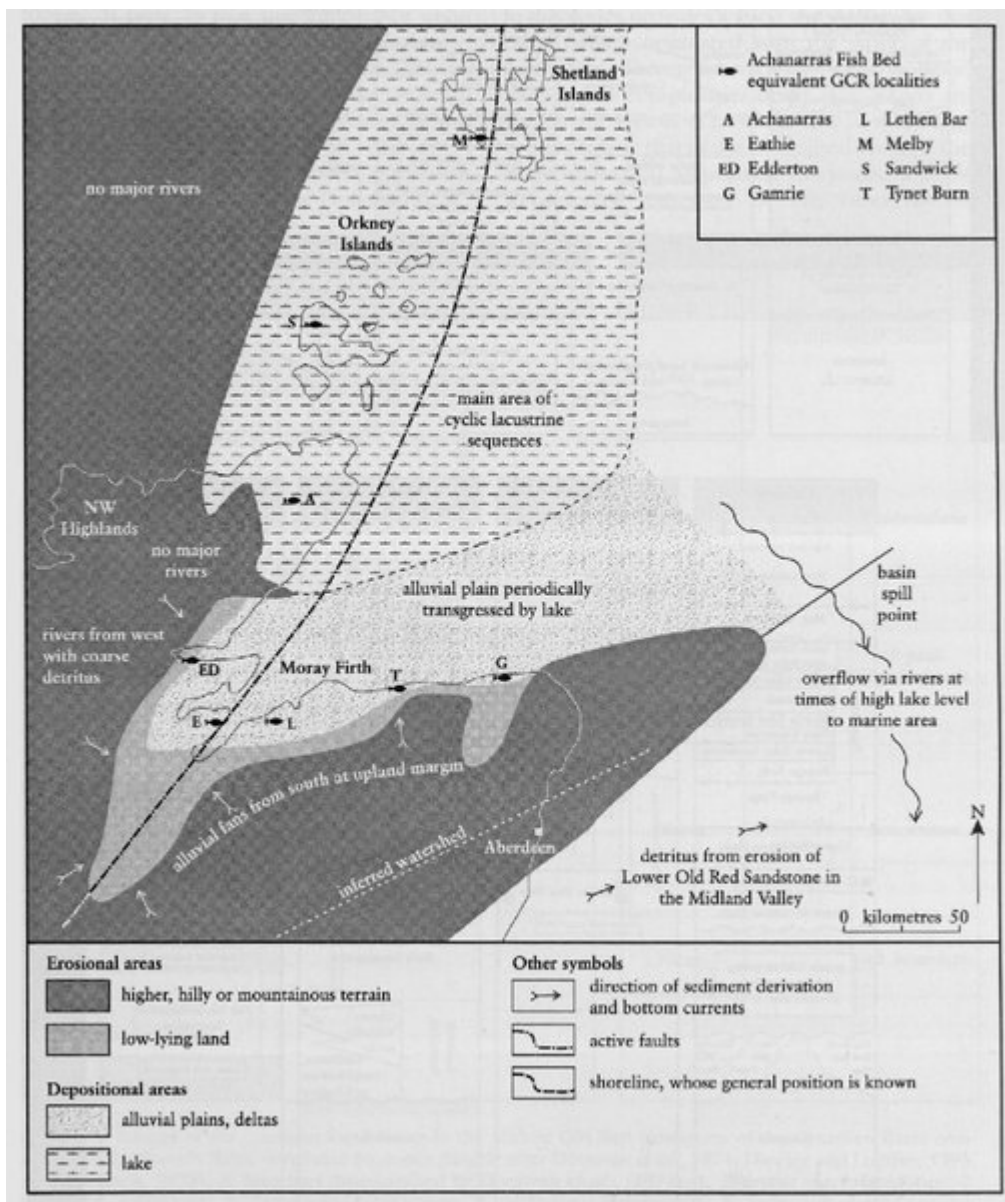 Shetland
Islands
M
no major rivers
Orkney
Islands
S
main area of
cyclic lacustrine
sequences
A
NW
Highlands
no major
rivers
alluvial plain periodically
transgressed by lake
basin
spill
point
rivers from west
with coarse
detritus
ED
Moray Firth
T
G
E
L
overflow via rivers at
times of high lake level
to marine area
alluvial fans from south at upland margin
inferred watershed
Aberdeen
detritus from erosion of
Lower Old Red Sandstone in
the Midland Valley
N
0 kilometres 50
Achanarras Fish Bed
equivalent GCR localities
A Achanarras L Lethen Bar
E Eathie M Melby
ED Edderton S Sandwick
G Gamrie T Tynet Burn
Erosional areas
higher, hilly or mountainous terrain
low-lying land
Depositional areas
alluvial plains, deltas
lake
Other symbols
direction of sediment derivation
and bottom currents
active faults
shoreline, whose general position is known